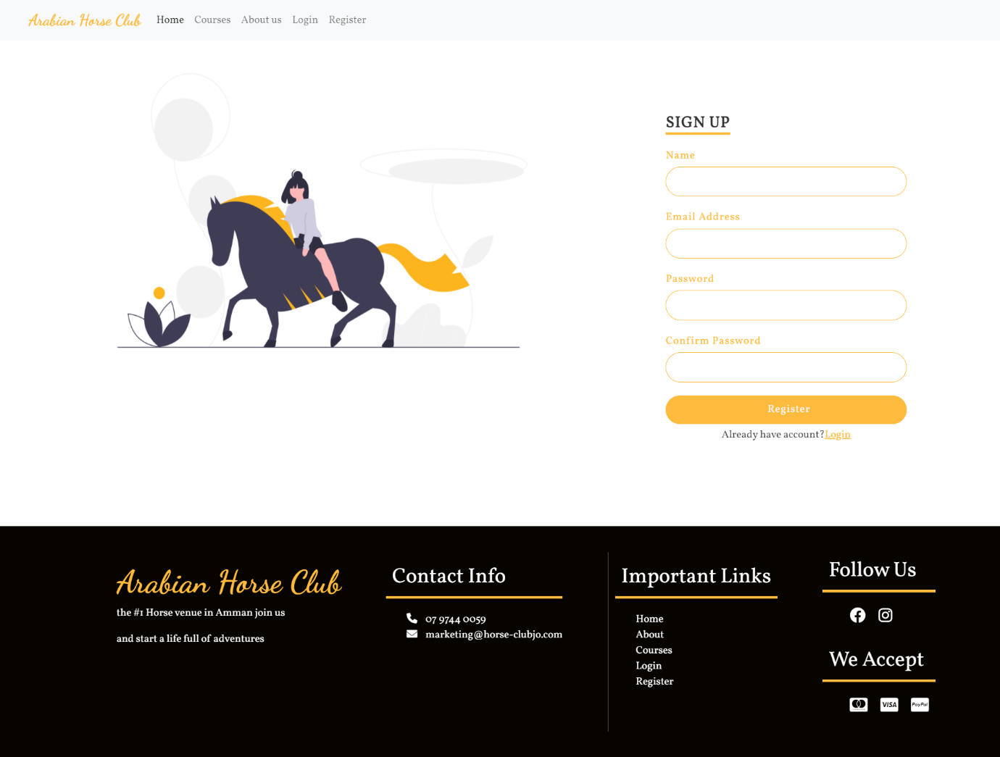 Arabian Horse Club Home Courses About us Login Register
SIGN UP
Name
Email Address
Password
Confirm Password
Register
Already have account?Login
Arabian Horse Club
the #1 Horse venue in Amman join us
and start a life full of adventures
Contact Info
07 9744 0059
marketing@horse-clubjo.com
Important Links
Home
About
Courses
Login
Register
Follow Us
We Accept
VISA PayPal